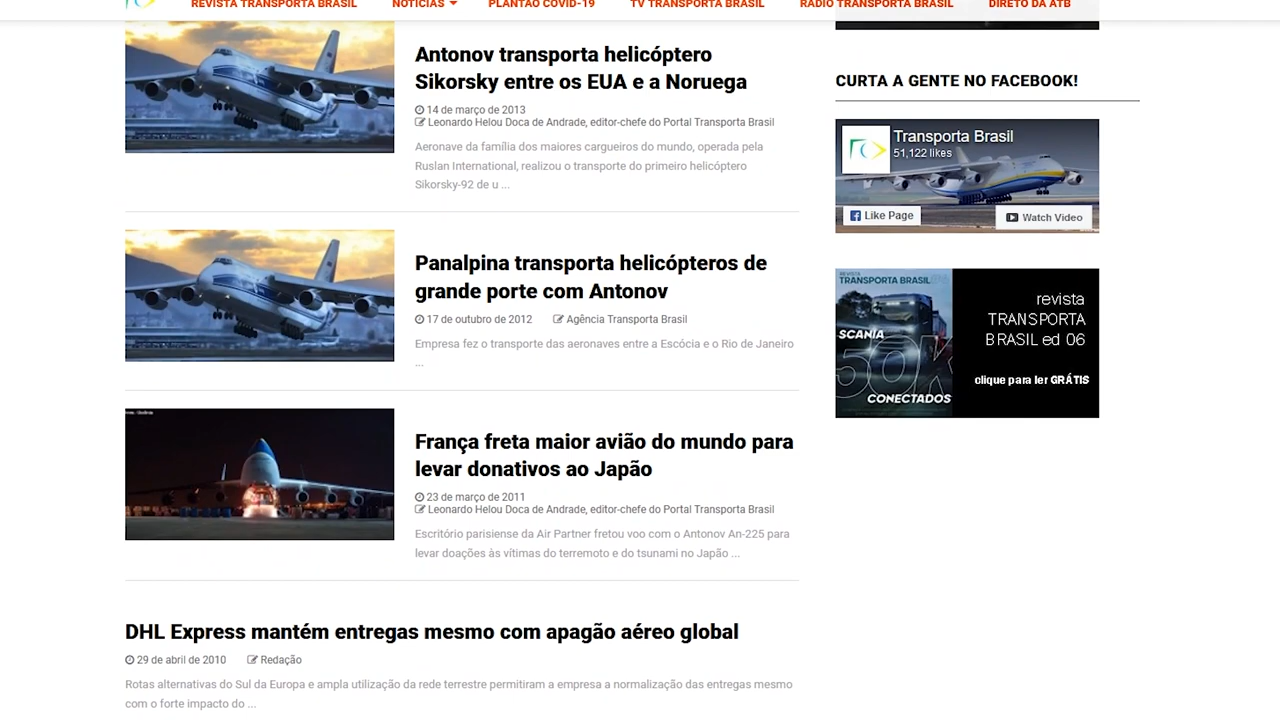 REVISTA TRANSPORTA BRASIL
NOTÍCIAS
PLANTÃO COVID-19
TV TRANSPORTA BRASIL
RÁDIO TRANSPORTA BRASIL
DIRETO DA ATB
Antonov transporta helicóptero
Sikorsky entre os EUA e a Noruega
14 de março de 2013
Leonardo Helou Doca de Andrade, editor-chefe do Portal Transporta Brasil
Aeronave da família dos maiores cargueiros do mundo, operada pela
Ruslan International, realizou o transporte do primeiro helicóptero
Sikorsky-92 de u ...
Panalpina transporta helicópteros de
grande porte com Antonov
17 de outubro de 2012 Agência Transporta Brasil
Empresa fez o transporte das aeronaves entre a Escócia e o Rio de Janeiro
...
França freta maior avião do mundo para
levar donativos ao Japão
23 de março de 2011
Leonardo Helou Doca de Andrade, editor-chefe do Portal Transporta Brasil
Escritório parisiense da Air Partner fretou voo com o Antonov An-225 para
levar doações às vítimas do terremoto e do tsunami no Japão ...
DHL Express mantém entregas mesmo com apagão aéreo global
29 de abril de 2010 Redação
Rotas alternativas do Sul da Europa e ampla utilização da rede terrestre permitiram a empresa a normalização das entregas mesmo
com o forte impacto do ...
CURTA A GENTE NO FACEBOOK!
Transporta Brasil
51,122 likes
Like Page
Watch Video
REVISTA
TRANSPORTA BRASIL
SCANIA
50K
CONECTADOS
revista
TRANSPORTA
BRASIL ed 06
clique para ler GRÁTIS